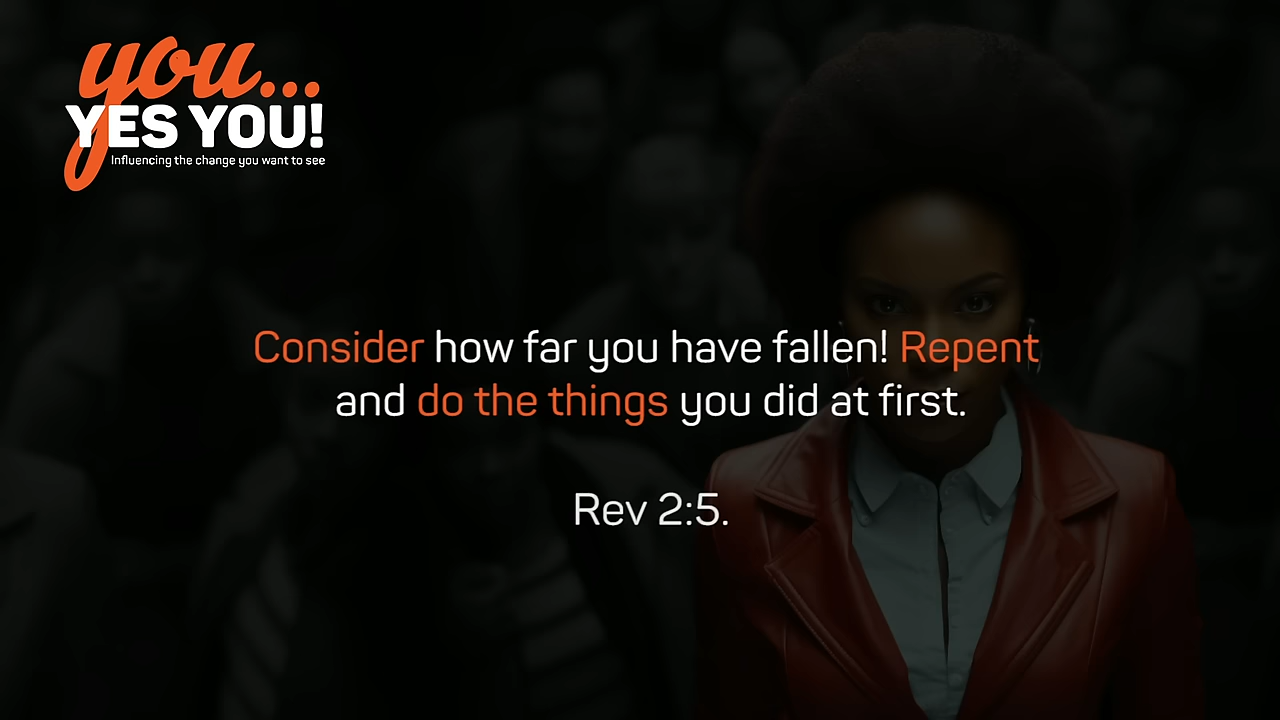 you...
YES YOU!
Influencing the change you want to see
Consider how far you have fallen! Repent
and do the things you did at first.
Rev 2:5.